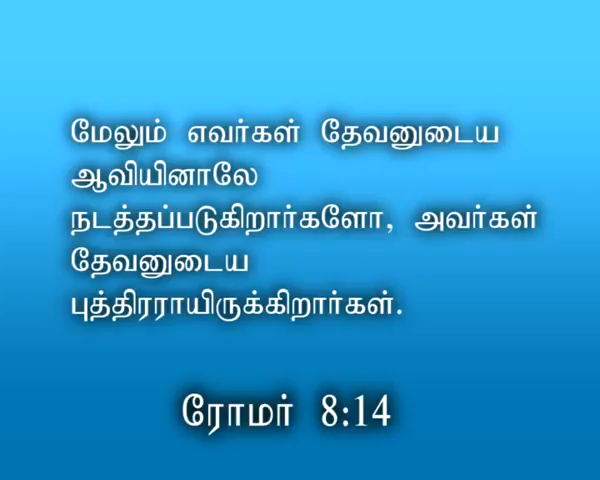 மேலும் எவர்கள் தேவனுடைய
ஆவியினாலே
நடத்தப்படுகிறார்களோ, அவர்கள்
தேவனுடைய
புத்திரராயிருக்கிறார்கள்.
ரோமர் 8:14